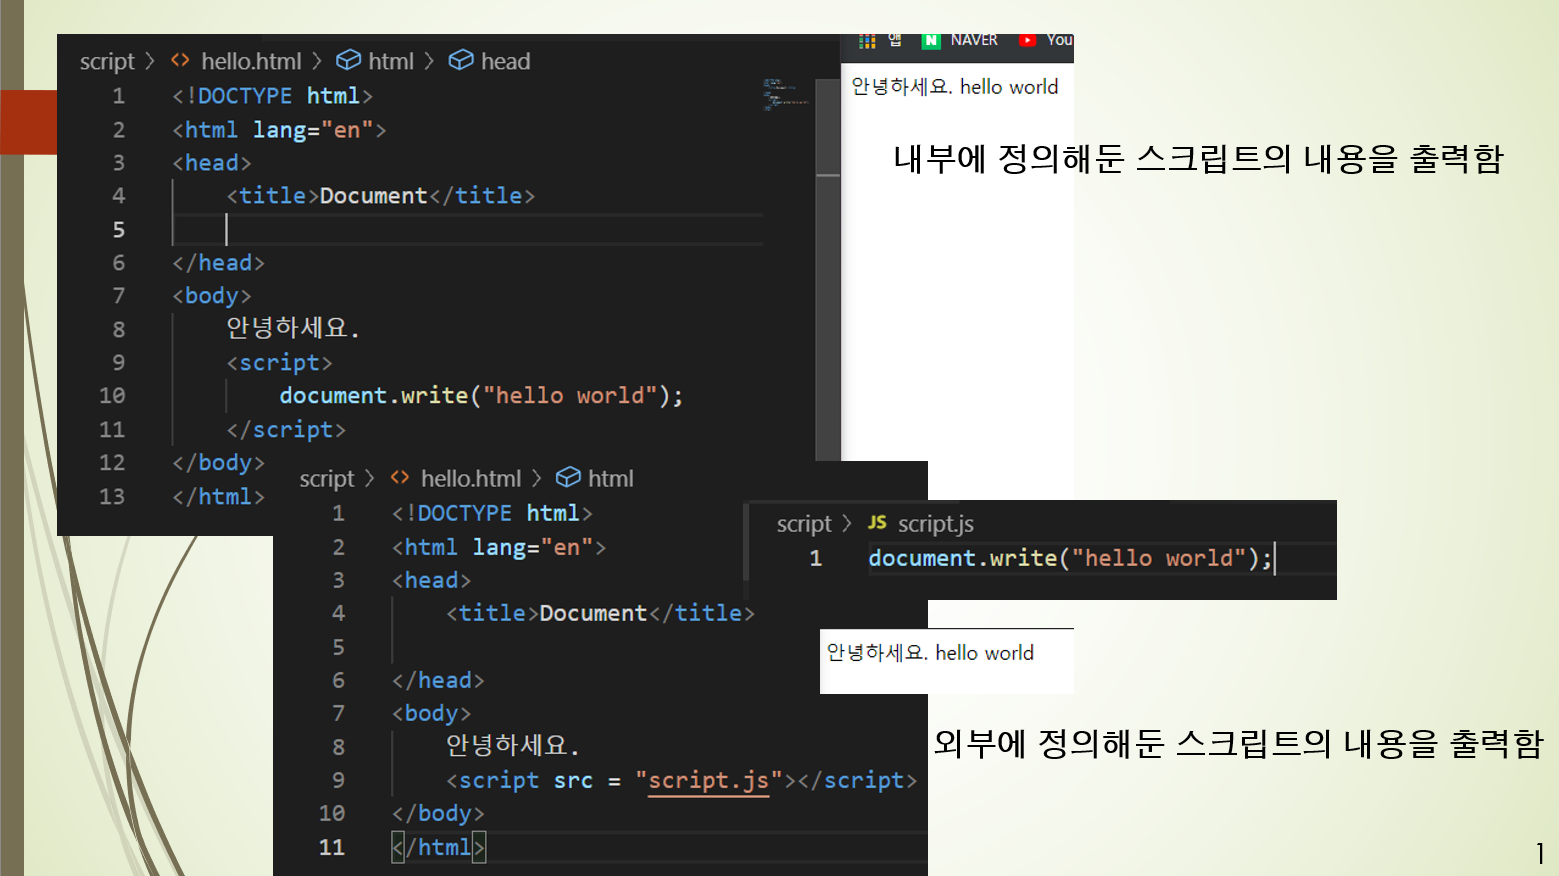 script > hello.html > html > head
1 <!DOCTYPE html>
2 <html lang="en">
3 <head>
4 <title>Document</title>
5
6 </head>
7 <body>
8 안녕하세요.
9 <script>
10 document.write("hello world");
11 </script>
12 </body>
13 </html>
앱 N NAVER You
안녕하세요. hello world
내부에 정의해둔 스크립트의 내용을 출력함
script > hello.html > html
1 <!DOCTYPE html>
2 <html lang="en">
3 <head>
4 <title>Document</title>
5
6 </head>
7 <body>
8 안녕하세요.
9 <script src = "script.js"></script>
10 </body>
11 </html>
script > JS script.js
1 document.write("hello world");
안녕하세요. hello world
외부에 정의해둔 스크립트의 내용을 출력함
1